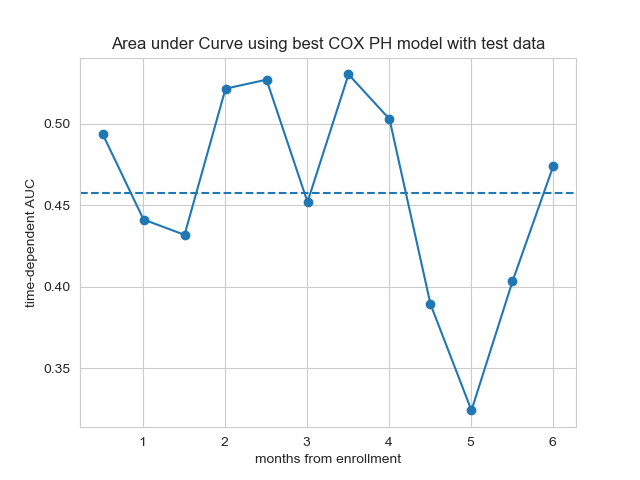 Area under Curve using best COX PH model with test data
time-dependent AUC
0.50
0.45
0.40
0.35
1 2 3 4 5 6
months from enrollment